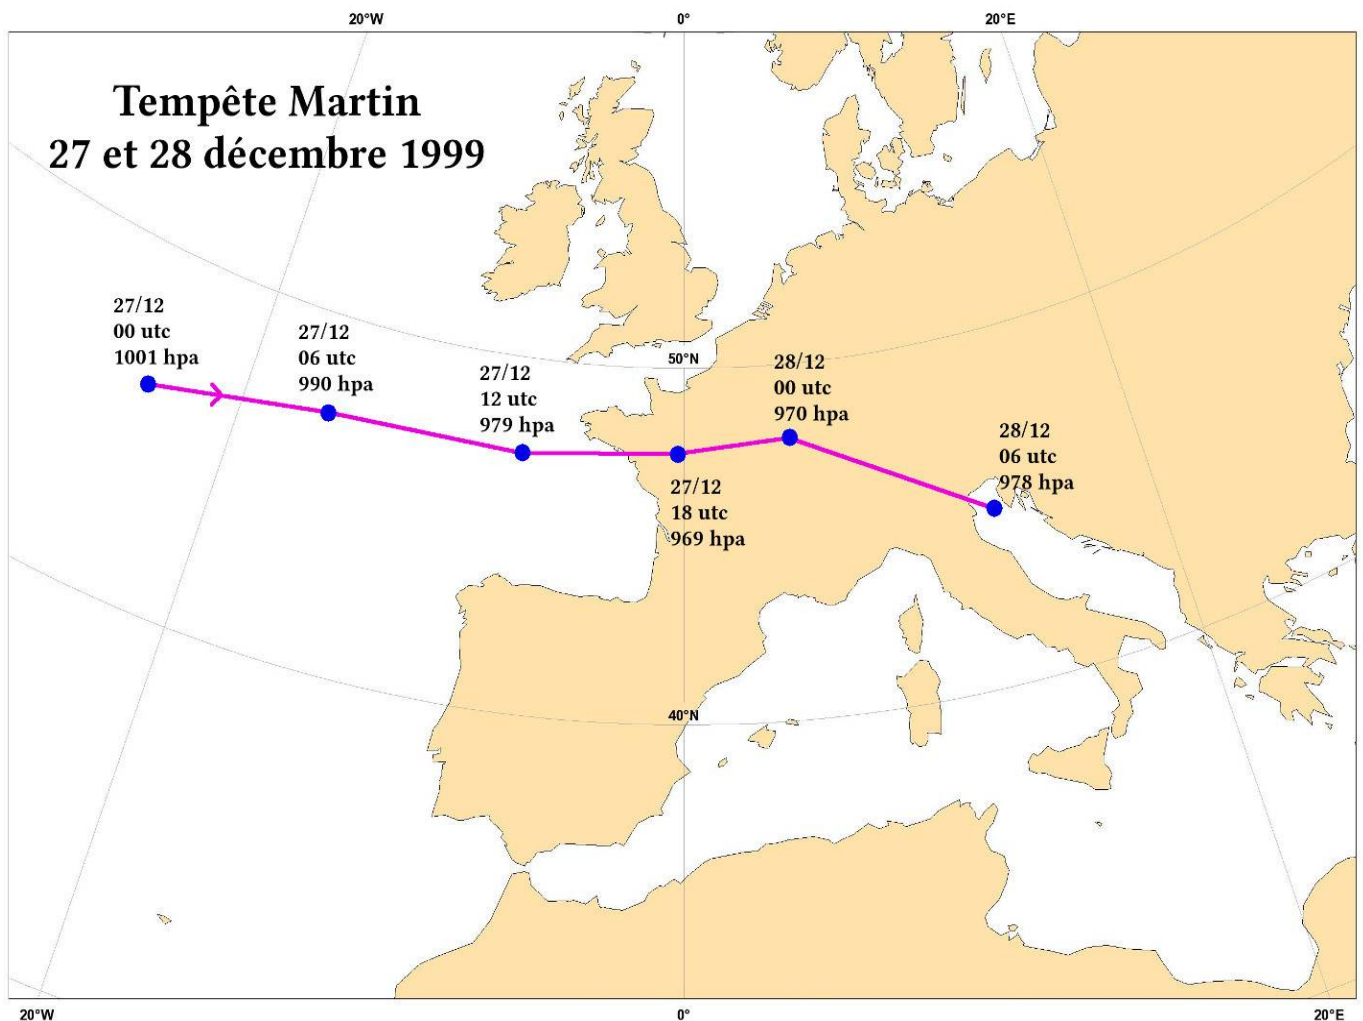 20°W
0°
20°E
Tempête Martin
27 et 28 décembre 1999
27/12
00 utc
1001 hpa
27/12
06 utc
990 hpa
27/12
12 utc
979 hpa
50°N
28/12
00 utc
970 hpa
28/12
06 utc
978 hpa
27/12
18 utc
969 hpa
40°N
20°W
0°
20°E